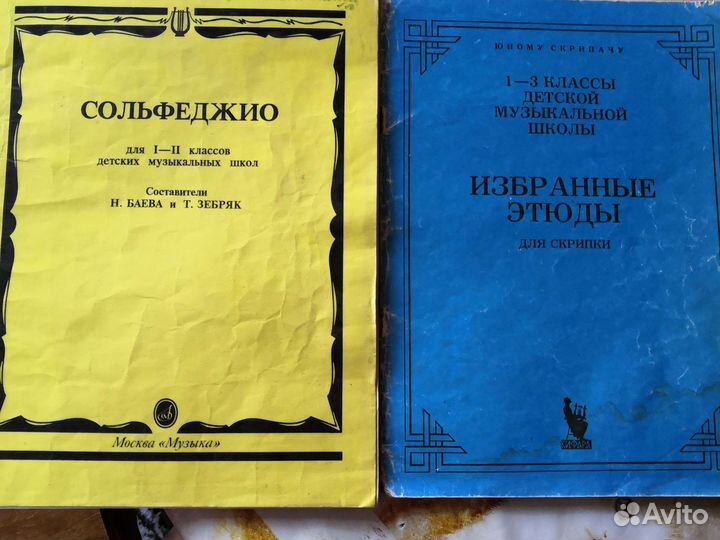 СОЛЬФЕДЖИО
для I—II классов
детских музыкальных школ
Составители
Н. БАЕВА и Т. ЗЕБРЯК
Москва «Музыка»
ЮНОМУ СКРИПАЧУ
1—3 КЛАССЫ
ДЕТСКОЙ
МУЗЫКАЛЬНОЙ
ШКОЛЫ
ИЗБРАННЫЕ
ЭТЮДЫ
ДЛЯ СКРИПКИ
КИФАРА
Avito